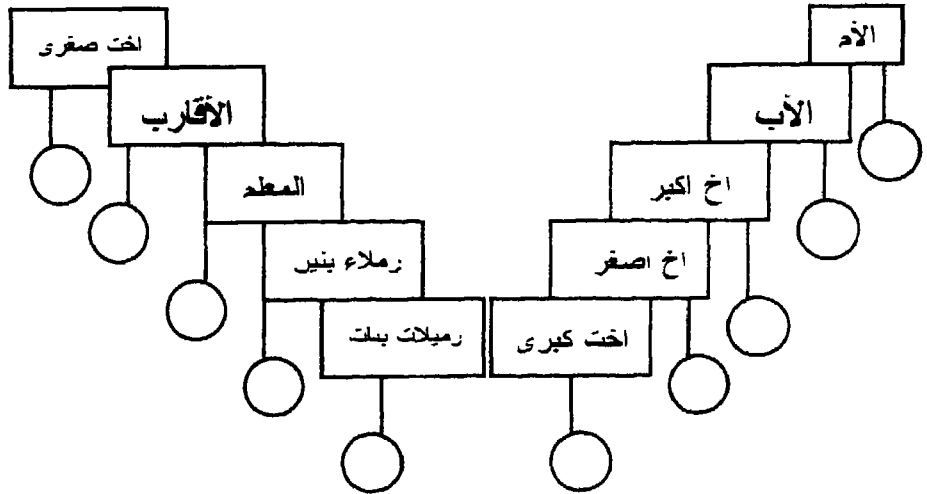 الأم
الأب
اخ اكبر
اخ اصغر
اخت كبرى
زميلات بنات
زملاء بنين
المعلم
الأقارب
اخت صغرى